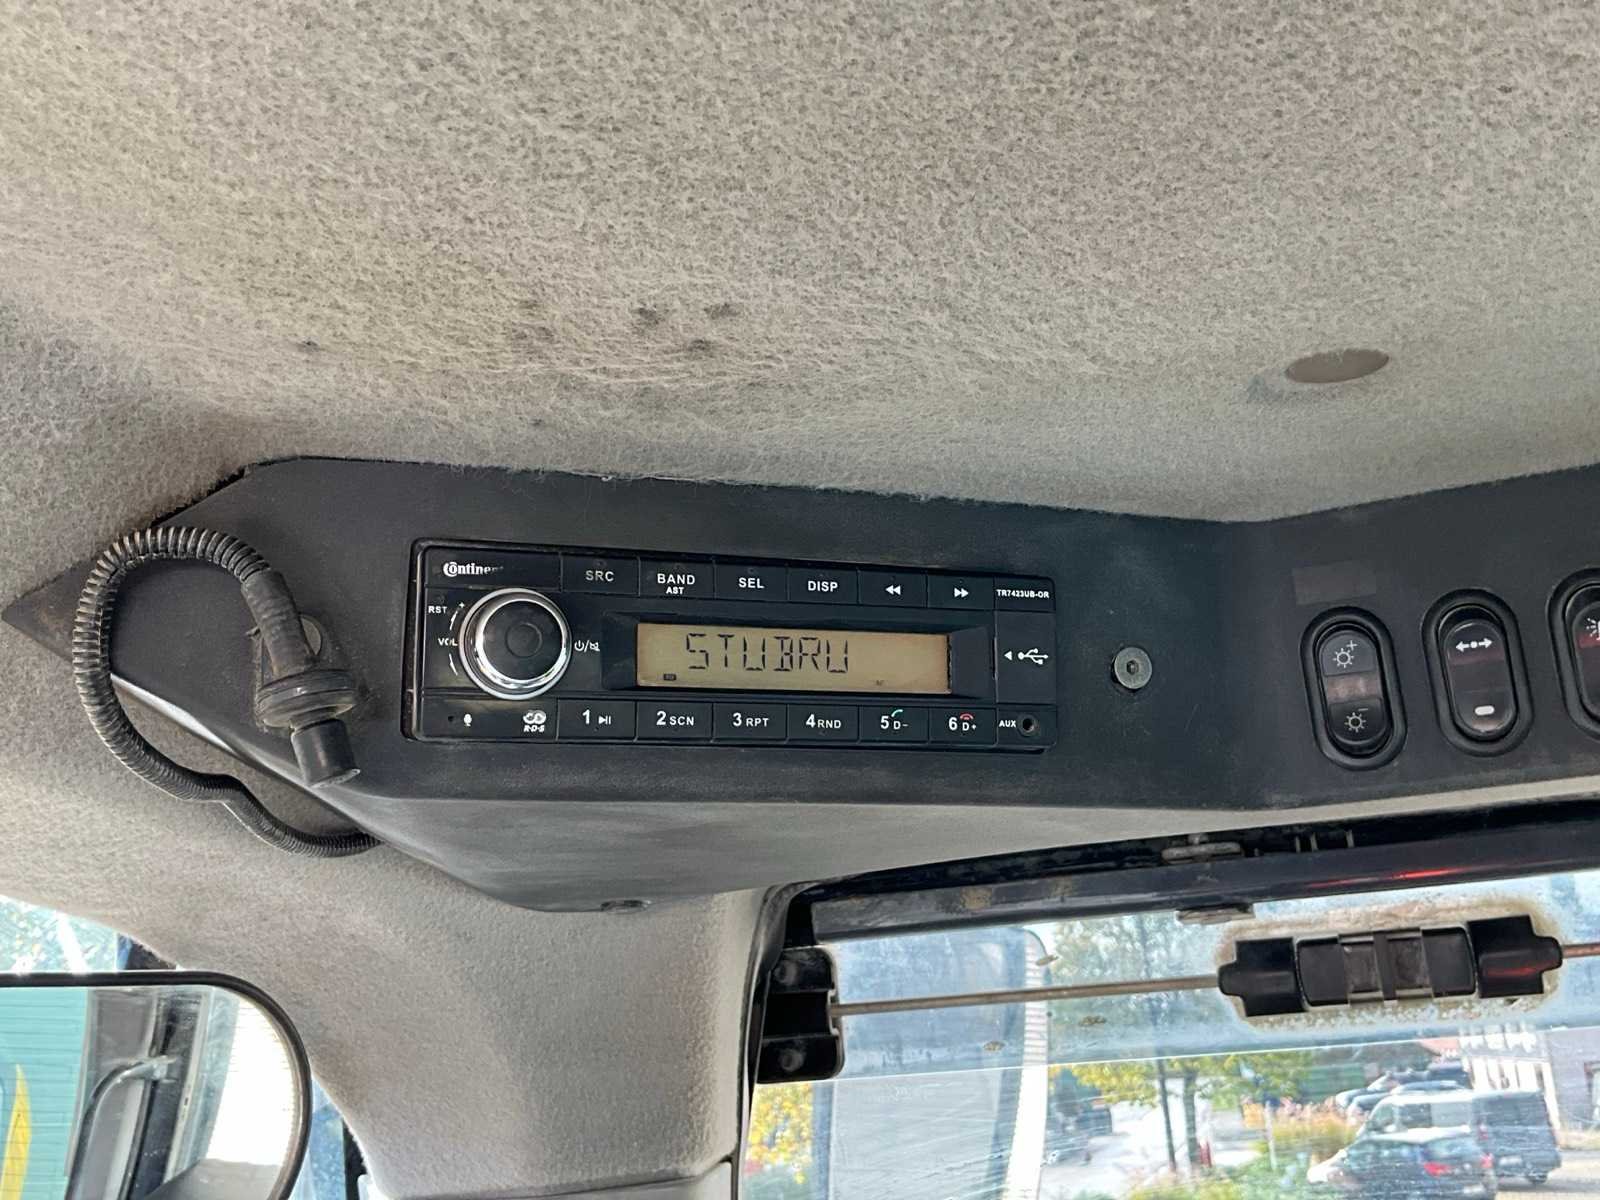 Continen
SRC
BAND
AST
SEL
DISP
TR7423UB-OR
RST
VOL
STUBRU
R·D·S
1
2 SCN
3 RPT
4 RND
5 D-
6 D+
AUX